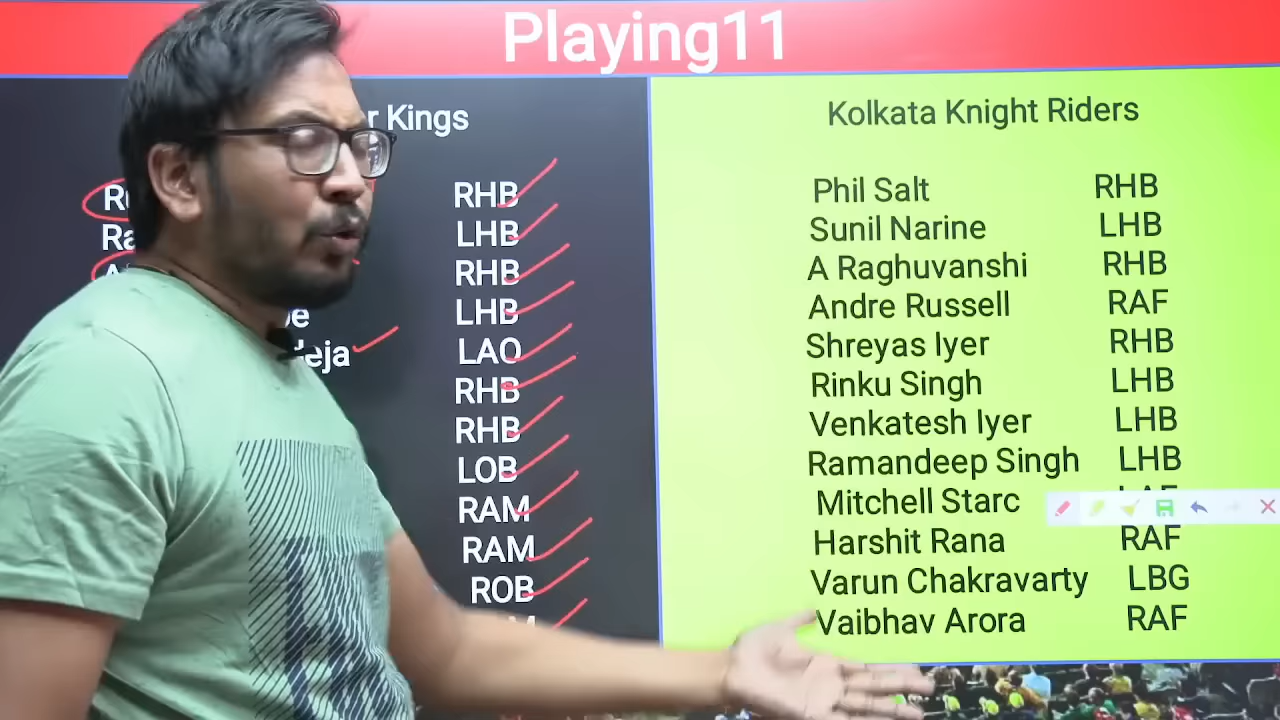 Playing11
Kings
RHB
LHB
RHB
LHB
LAO
RHB
RHB
LOB
RAM
RAM
ROB
Kolkata Knight Riders
Phil Salt RHB
Sunil Narine LHB
A Raghuvanshi RHB
Andre Russell RAF
Shreyas Iyer RHB
Rinku Singh LHB
Venkatesh Iyer LHB
Ramandeep Singh LHB
Mitchell Starc
Harshit Rana RAF
Varun Chakravarty LBG
Vaibhav Arora RAF